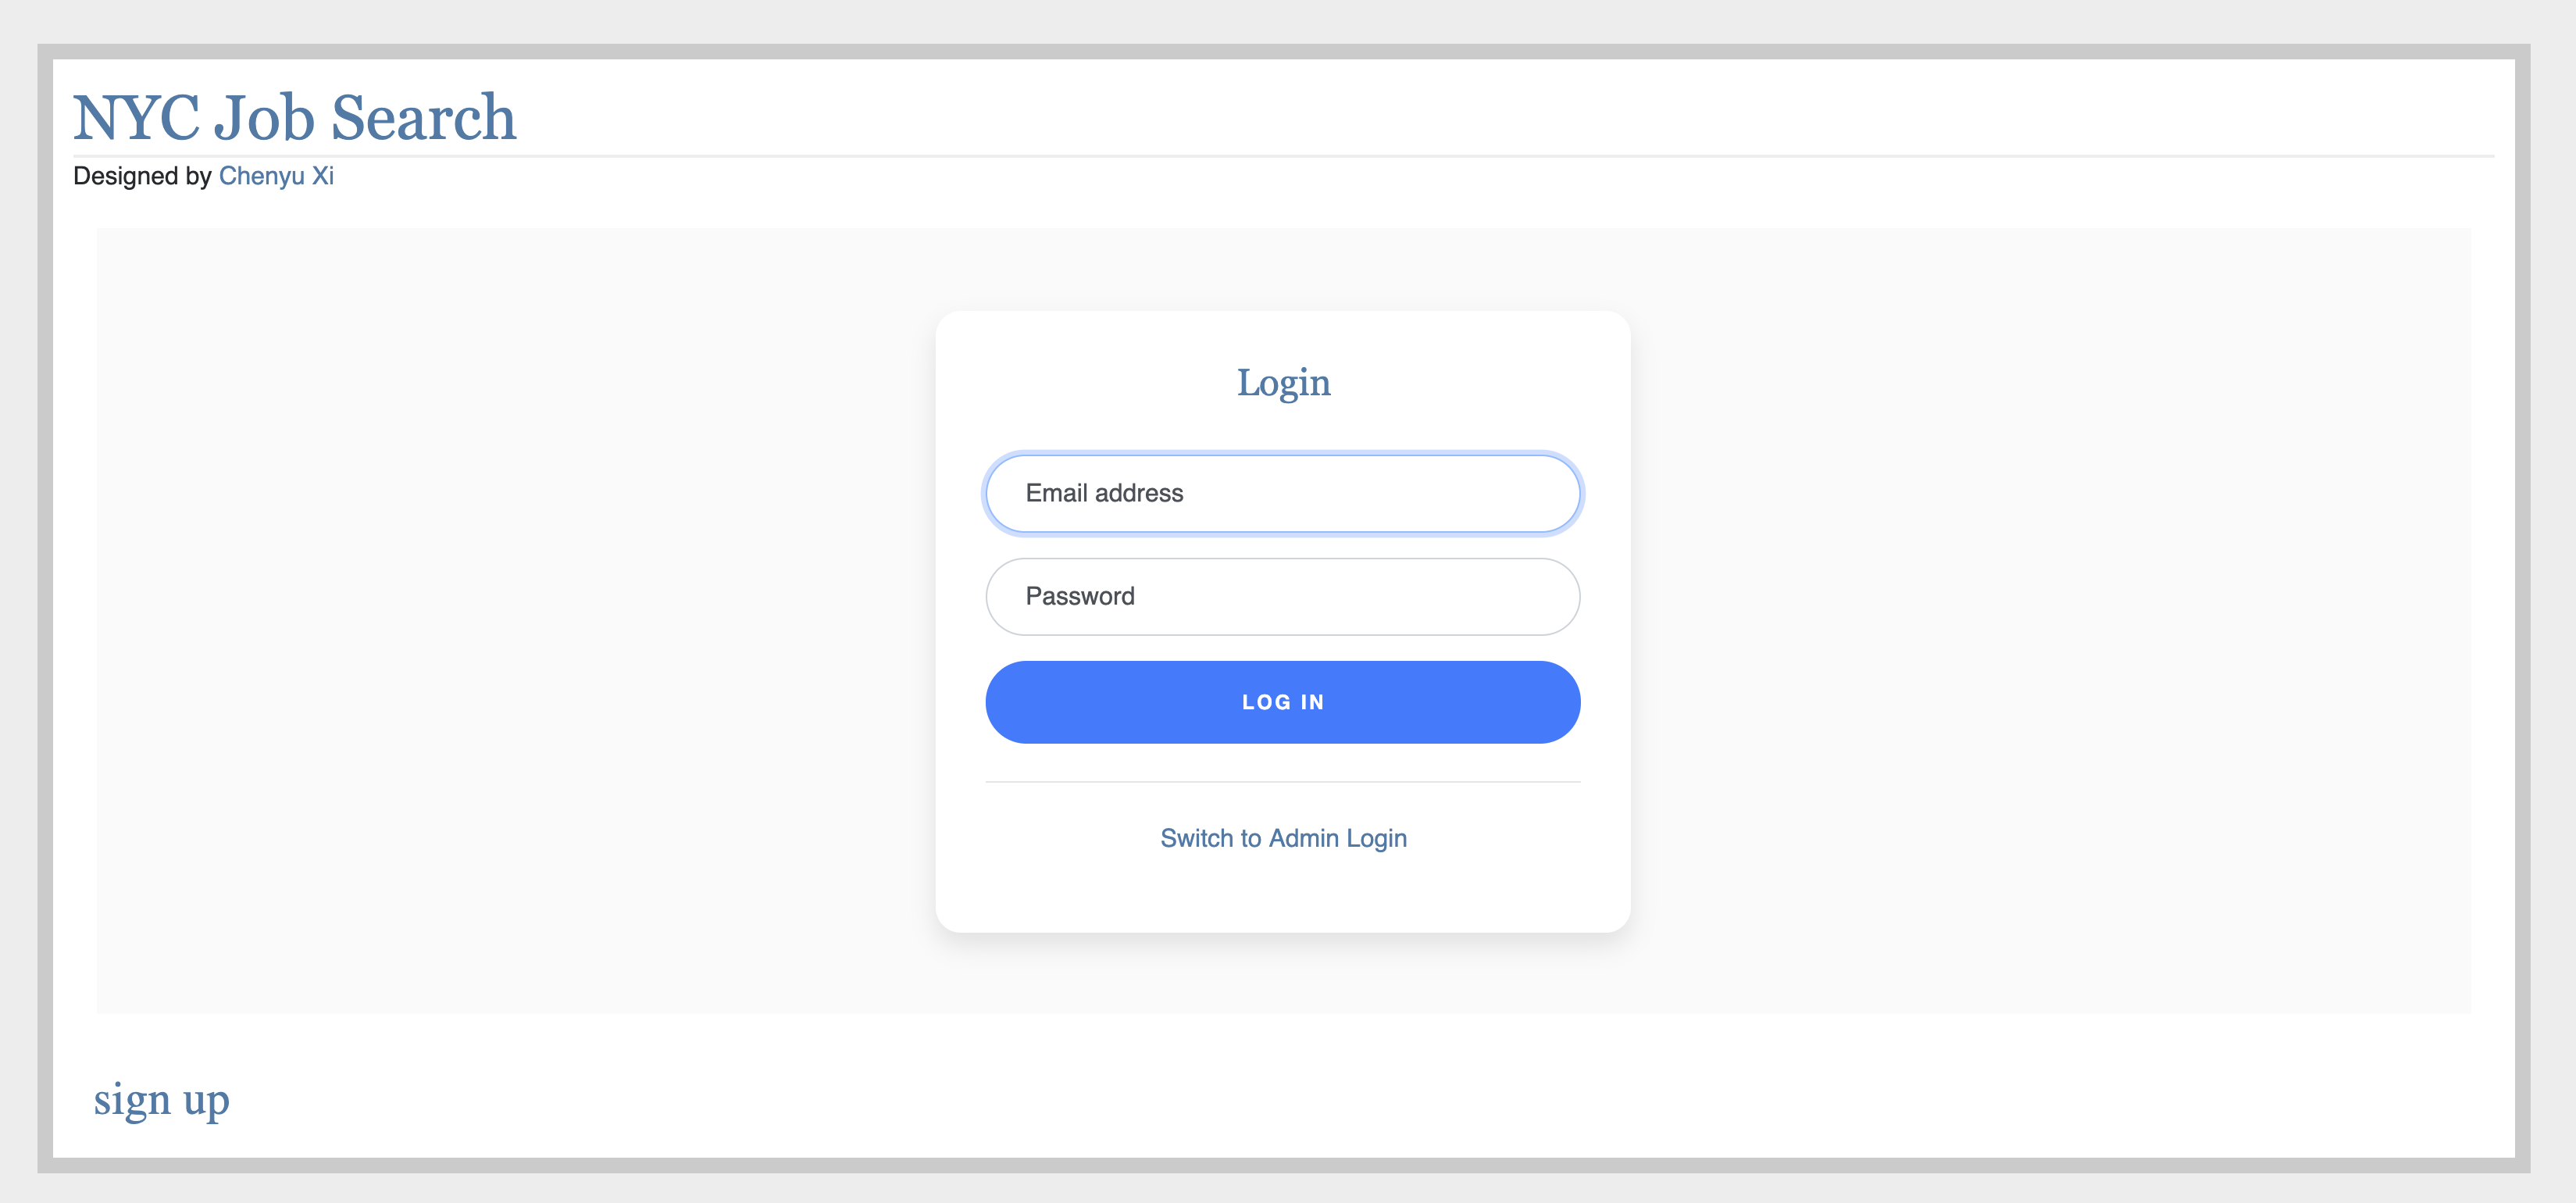 NYC Job Search
Designed by Chenyu Xi
Login
Email address
Password
LOG IN
Switch to Admin Login
sign up